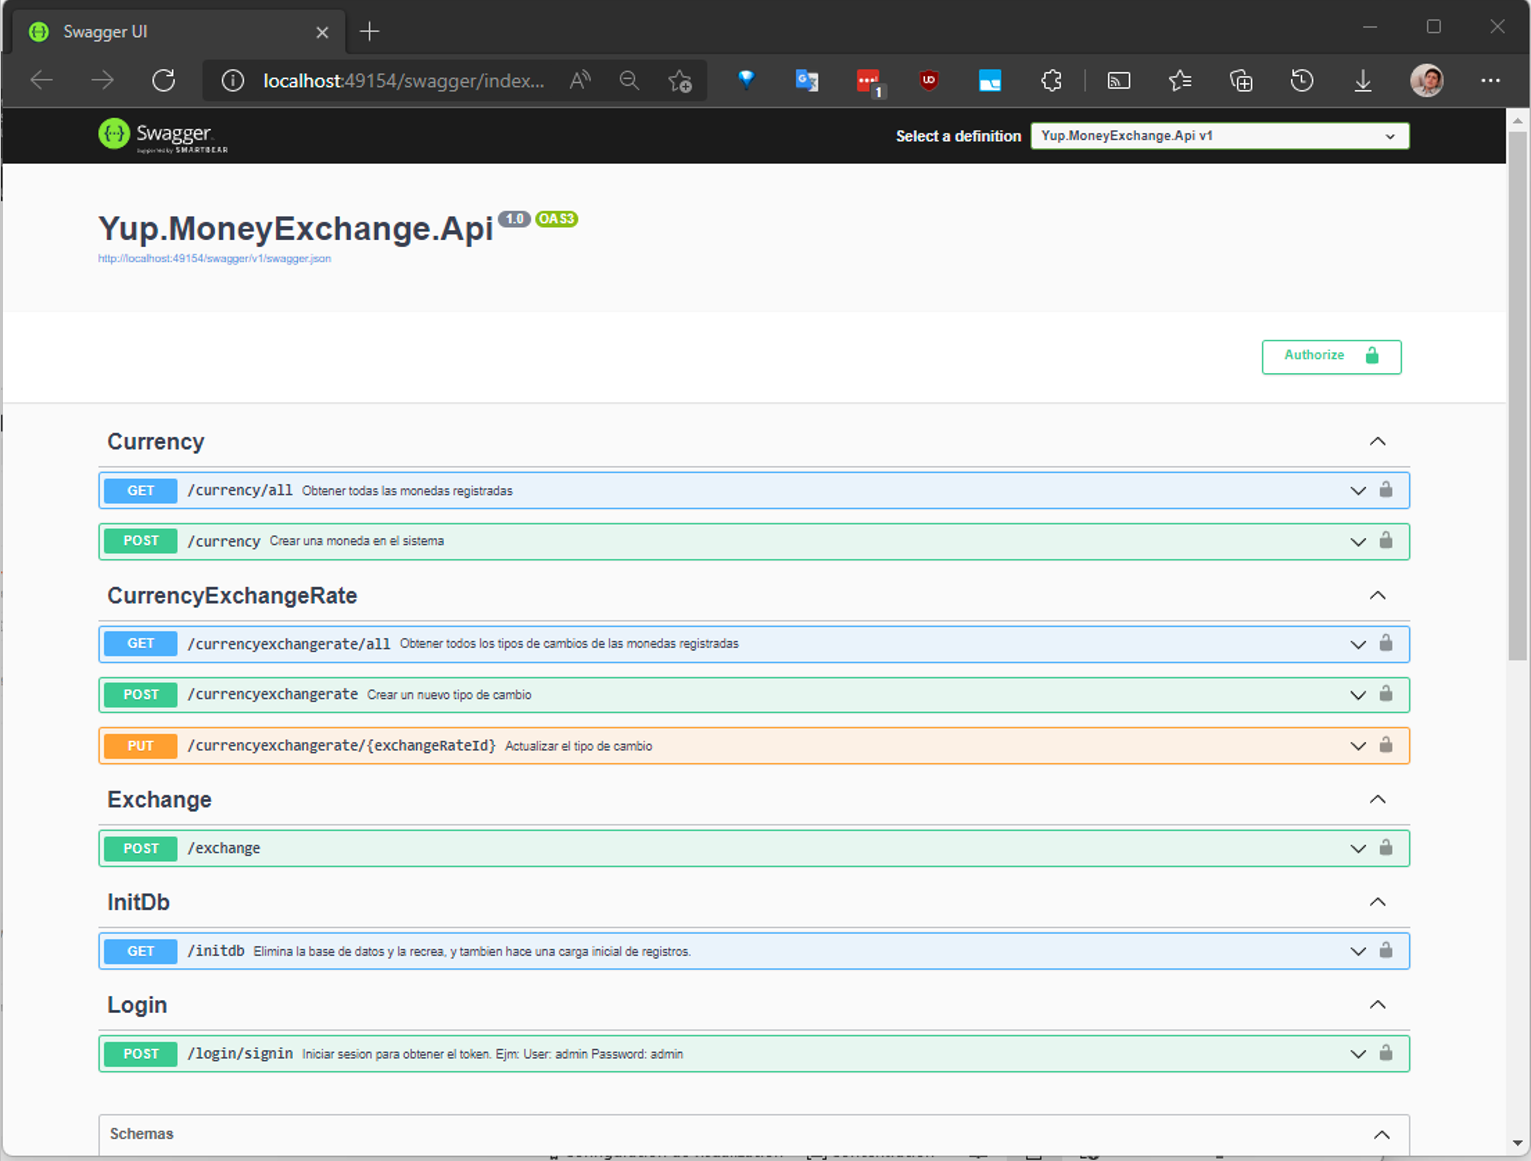 Swagger UI
localhost:49154/swagger/index...
1
Swagger
Supported by SMARTBEAR
Select a definition
Yup.MoneyExchange.Api v1
Yup.MoneyExchange.Api 1.0 OAS3
http://localhost:49154/swagger/v1/swagger.json
Authorize
Currency
GET /currency/all Obtener todas las monedas registradas
POST /currency Crear una moneda en el sistema
CurrencyExchangeRate
GET /currencyexchangerate/all Obtener todos los tipos de cambios de las monedas registradas
POST /currencyexchangerate Crear un nuevo tipo de cambio
PUT /currencyexchangerate/{exchangeRateId} Actualizar el tipo de cambio
Exchange
POST /exchange
InitDb
GET /initdb Elimina la base de datos y la recrea, y tambien hace una carga inicial de registros.
Login
POST /login/signin Iniciar sesion para obtener el token. Ejm: User: admin Password: admin
Schemas